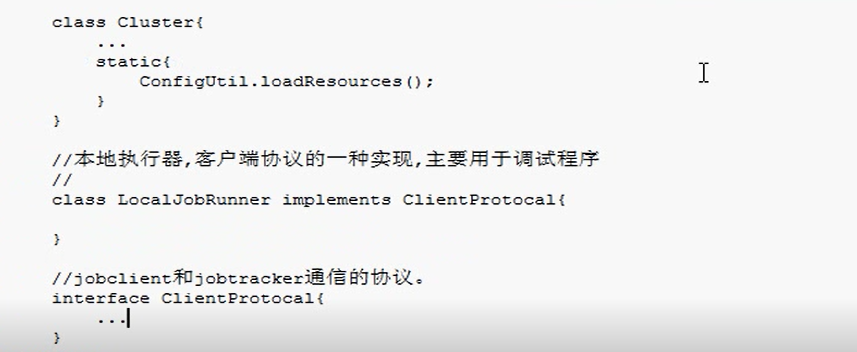 class Cluster{
...
static{
ConfigUtil.loadResources();
}
}
//本地执行器,客户端协议的一种实现,主要用于调试程序
//
class LocalJobRunner implements ClientProtocal{
}
//jobclient和jobtracker通信的协议。
interface ClientProtocal{
...
}